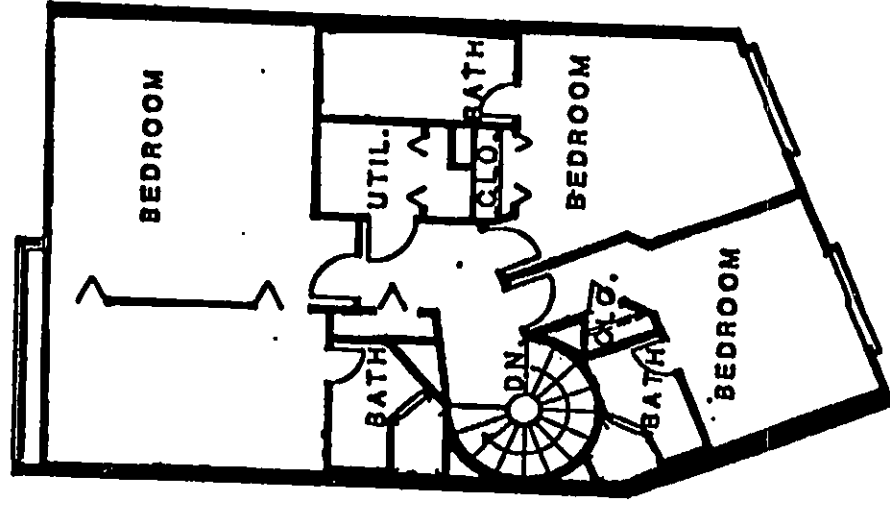 BEDROOM
BATH
BEDROOM
UTIL.
CLO.
BEDROOM
CLO.
DN
BATH
BATH